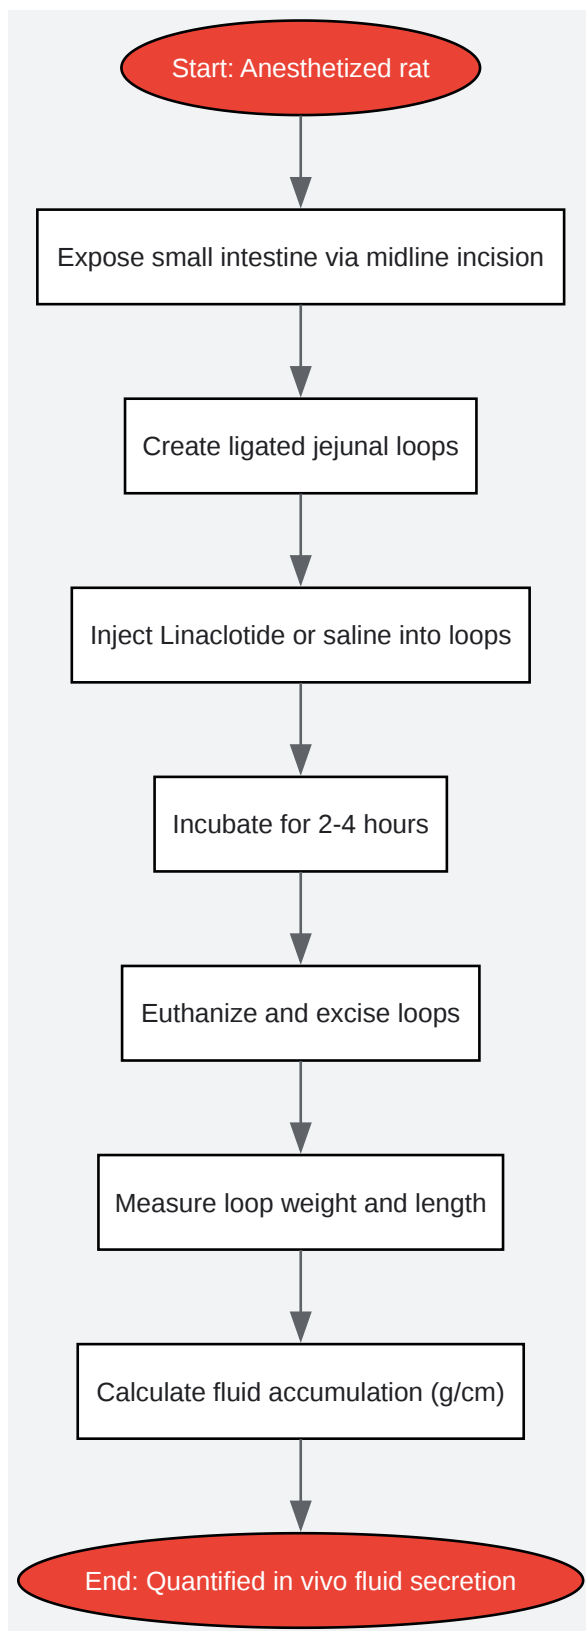 Start: Anesthetized rat
Expose small intestine via midline incision
Create ligated jejunal loops
Inject Linaclotide or saline into loops
Incubate for 2-4 hours
Euthanize and excise loops
Measure loop weight and length
Calculate fluid accumulation (g/cm)
End: Quantified in vivo fluid secretion